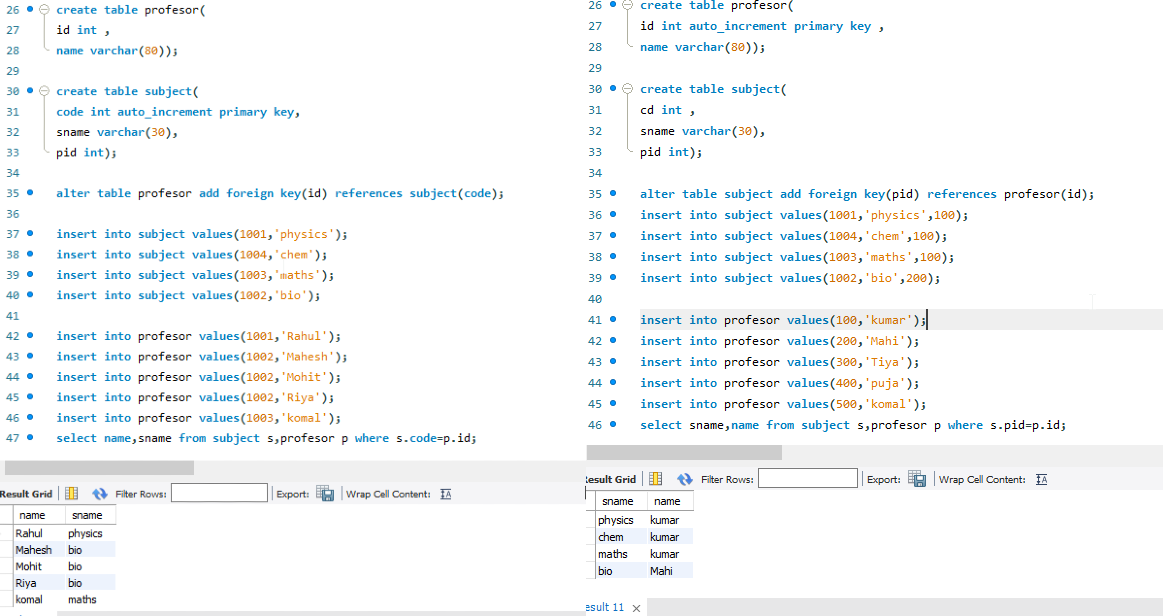 26 create table profesor(
27 id int ,
28 name varchar(80));
29
30 create table subject(
31 code int auto_increment primary key,
32 sname varchar(30),
33 pid int);
34
35 alter table profesor add foreign key(id) references subject(code);
36
37 insert into subject values(1001,'physics');
38 insert into subject values(1004,'chem');
39 insert into subject values(1003,'maths');
40 insert into subject values(1002,'bio');
41
42 insert into profesor values(1001,'Rahul');
43 insert into profesor values(1002,'Mahesh');
44 insert into profesor values(1002,'Mohit');
45 insert into profesor values(1002,'Riya');
46 insert into profesor values(1003,'komal');
47 select name,sname from subject s,profesor p where s.code=p.id;
Result Grid Filter Rows: Export: Wrap Cell Content: IA
name sname
Rahul physics
Mahesh bio
Mohit bio
Riya bio
komal maths
26 create table profesor(
27 id int auto_increment primary key ,
28 name varchar(80));
29
30 create table subject(
31 cd int ,
32 sname varchar(30),
33 pid int);
34
35 alter table subject add foreign key(pid) references profesor(id);
36 insert into subject values(1001,'physics',100);
37 insert into subject values(1004,'chem',100);
38 insert into subject values(1003,'maths',100);
39 insert into subject values(1002,'bio',200);
40
41 insert into profesor values(100,'kumar');
42 insert into profesor values(200,'Mahi');
43 insert into profesor values(300,'Tiya');
44 insert into profesor values(400,'puja');
45 insert into profesor values(500,'komal');
46 select sname,name from subject s,profesor p where s.pid=p.id;
Result Grid Filter Rows: Export: Wrap Cell Content: IA
sname name
physics kumar
chem kumar
maths kumar
bio Mahi
esult 11 ×